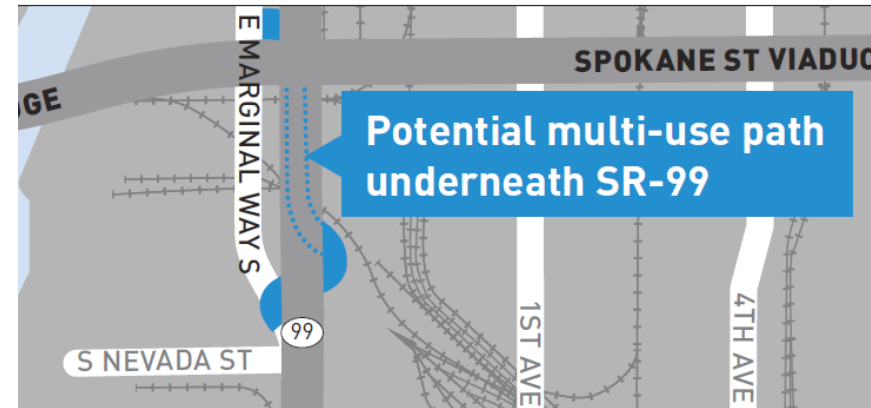 E MARGINAL WAY S
SPOKANE ST VIADUC
DGE
Potential multi-use path
underneath SR-99
99
1ST AVE
4TH AVE
S NEVADA ST